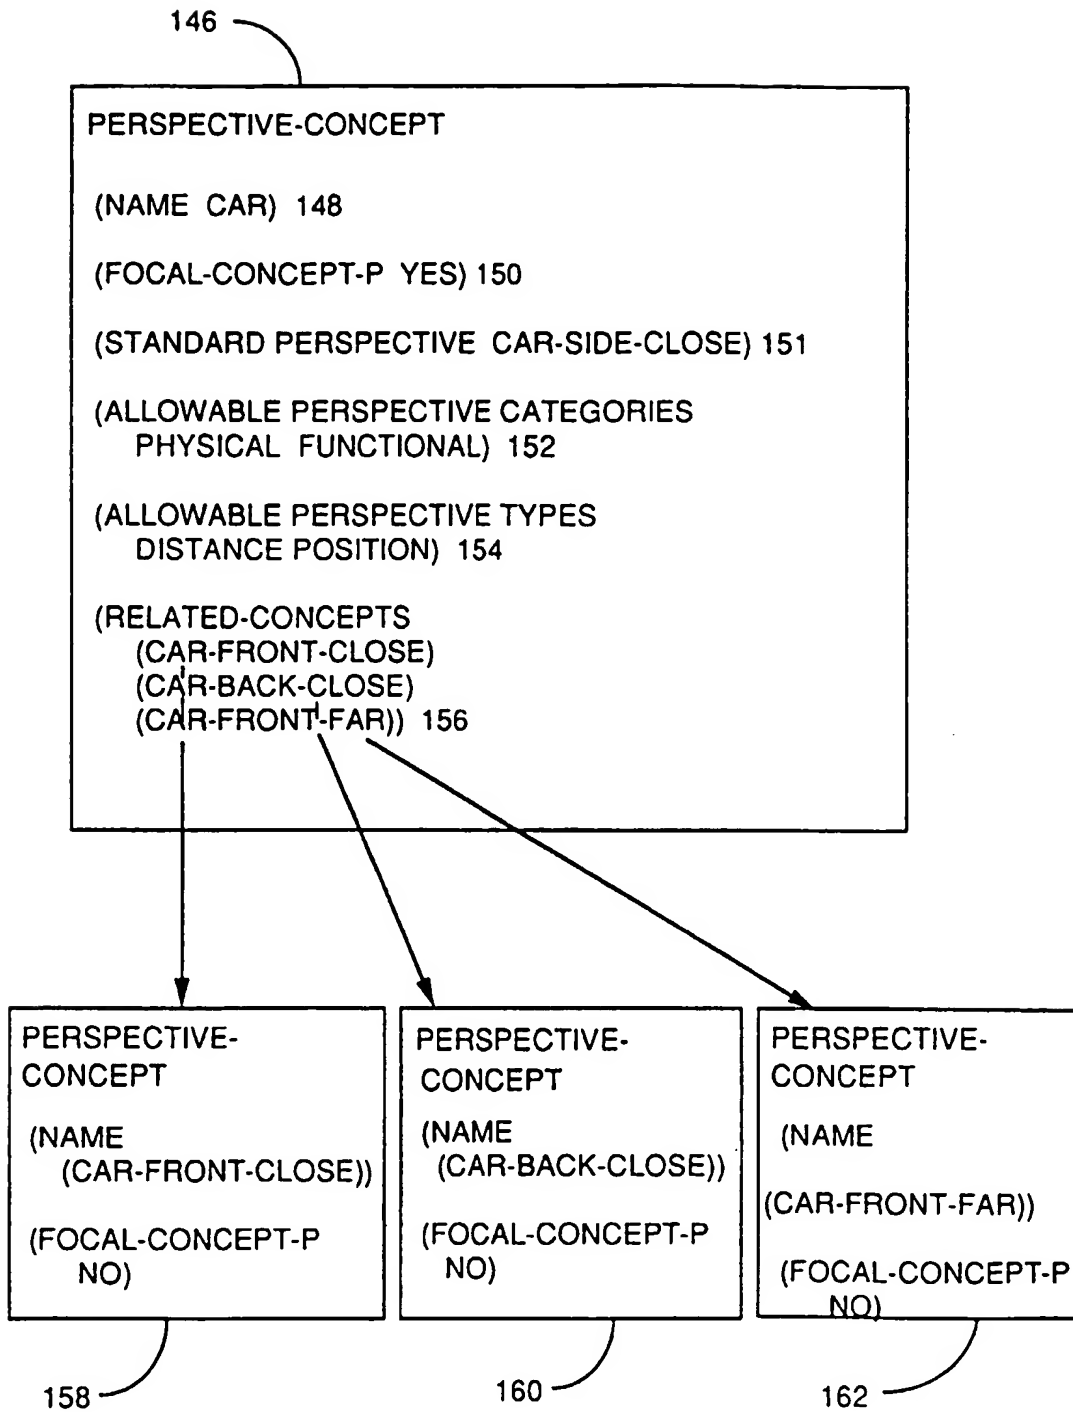 146
PERSPECTIVE-CONCEPT
(NAME CAR) 148
(FOCAL-CONCEPT-P YES) 150
(STANDARD PERSPECTIVE CAR-SIDE-CLOSE) 151
(ALLOWABLE PERSPECTIVE CATEGORIES
PHYSICAL FUNCTIONAL) 152
(ALLOWABLE PERSPECTIVE TYPES
DISTANCE POSITION) 154
(RELATED-CONCEPTS
(CAR-FRONT-CLOSE)
(CAR-BACK-CLOSE)
(CAR-FRONT-FAR)) 156
PERSPECTIVE-
CONCEPT
(NAME
(CAR-FRONT-CLOSE))
(FOCAL-CONCEPT-P
NO)
158
PERSPECTIVE-
CONCEPT
(NAME
(CAR-BACK-CLOSE))
(FOCAL-CONCEPT-P
NO)
160
PERSPECTIVE-
CONCEPT
(NAME
(CAR-FRONT-FAR))
(FOCAL-CONCEPT-P
NO)
162